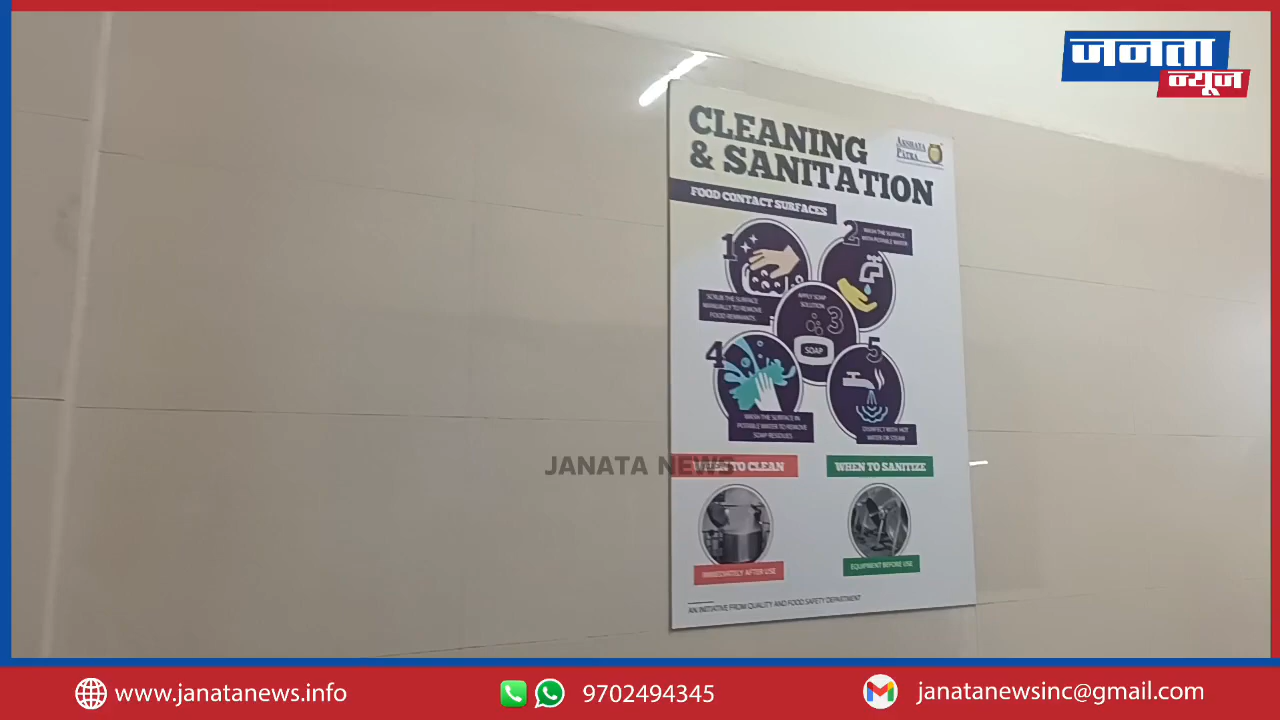 जनता
न्यूज
CLEANING
& SANITATION
AKSHAYA
PATRA
FOOD CONTACT SURFACES
1
SCRUB THE SURFACE
MANUALLY TO REMOVE
FOOD REMNANTS
2
WASH THE SURFACE
WITH POTABLE WATER
APPLY SOAP
SOLUTION
3
SOAP
4
WASH THE SURFACE IN
POTABLE WATER TO REMOVE
SOAP RESIDUES
5
DISINFECT WITH HOT
WATER OR STEAM
JANATA NEWS
WHEN TO CLEAN
WHEN TO SANITIZE
IMMEDIATELY AFTER USE
EQUIPMENT BEFORE USE
AN INITIATIVE FROM QUALITY AND FOOD SAFETY DEPARTMENT
www.janatanews.info
9702494345
janatanewsinc@gmail.com